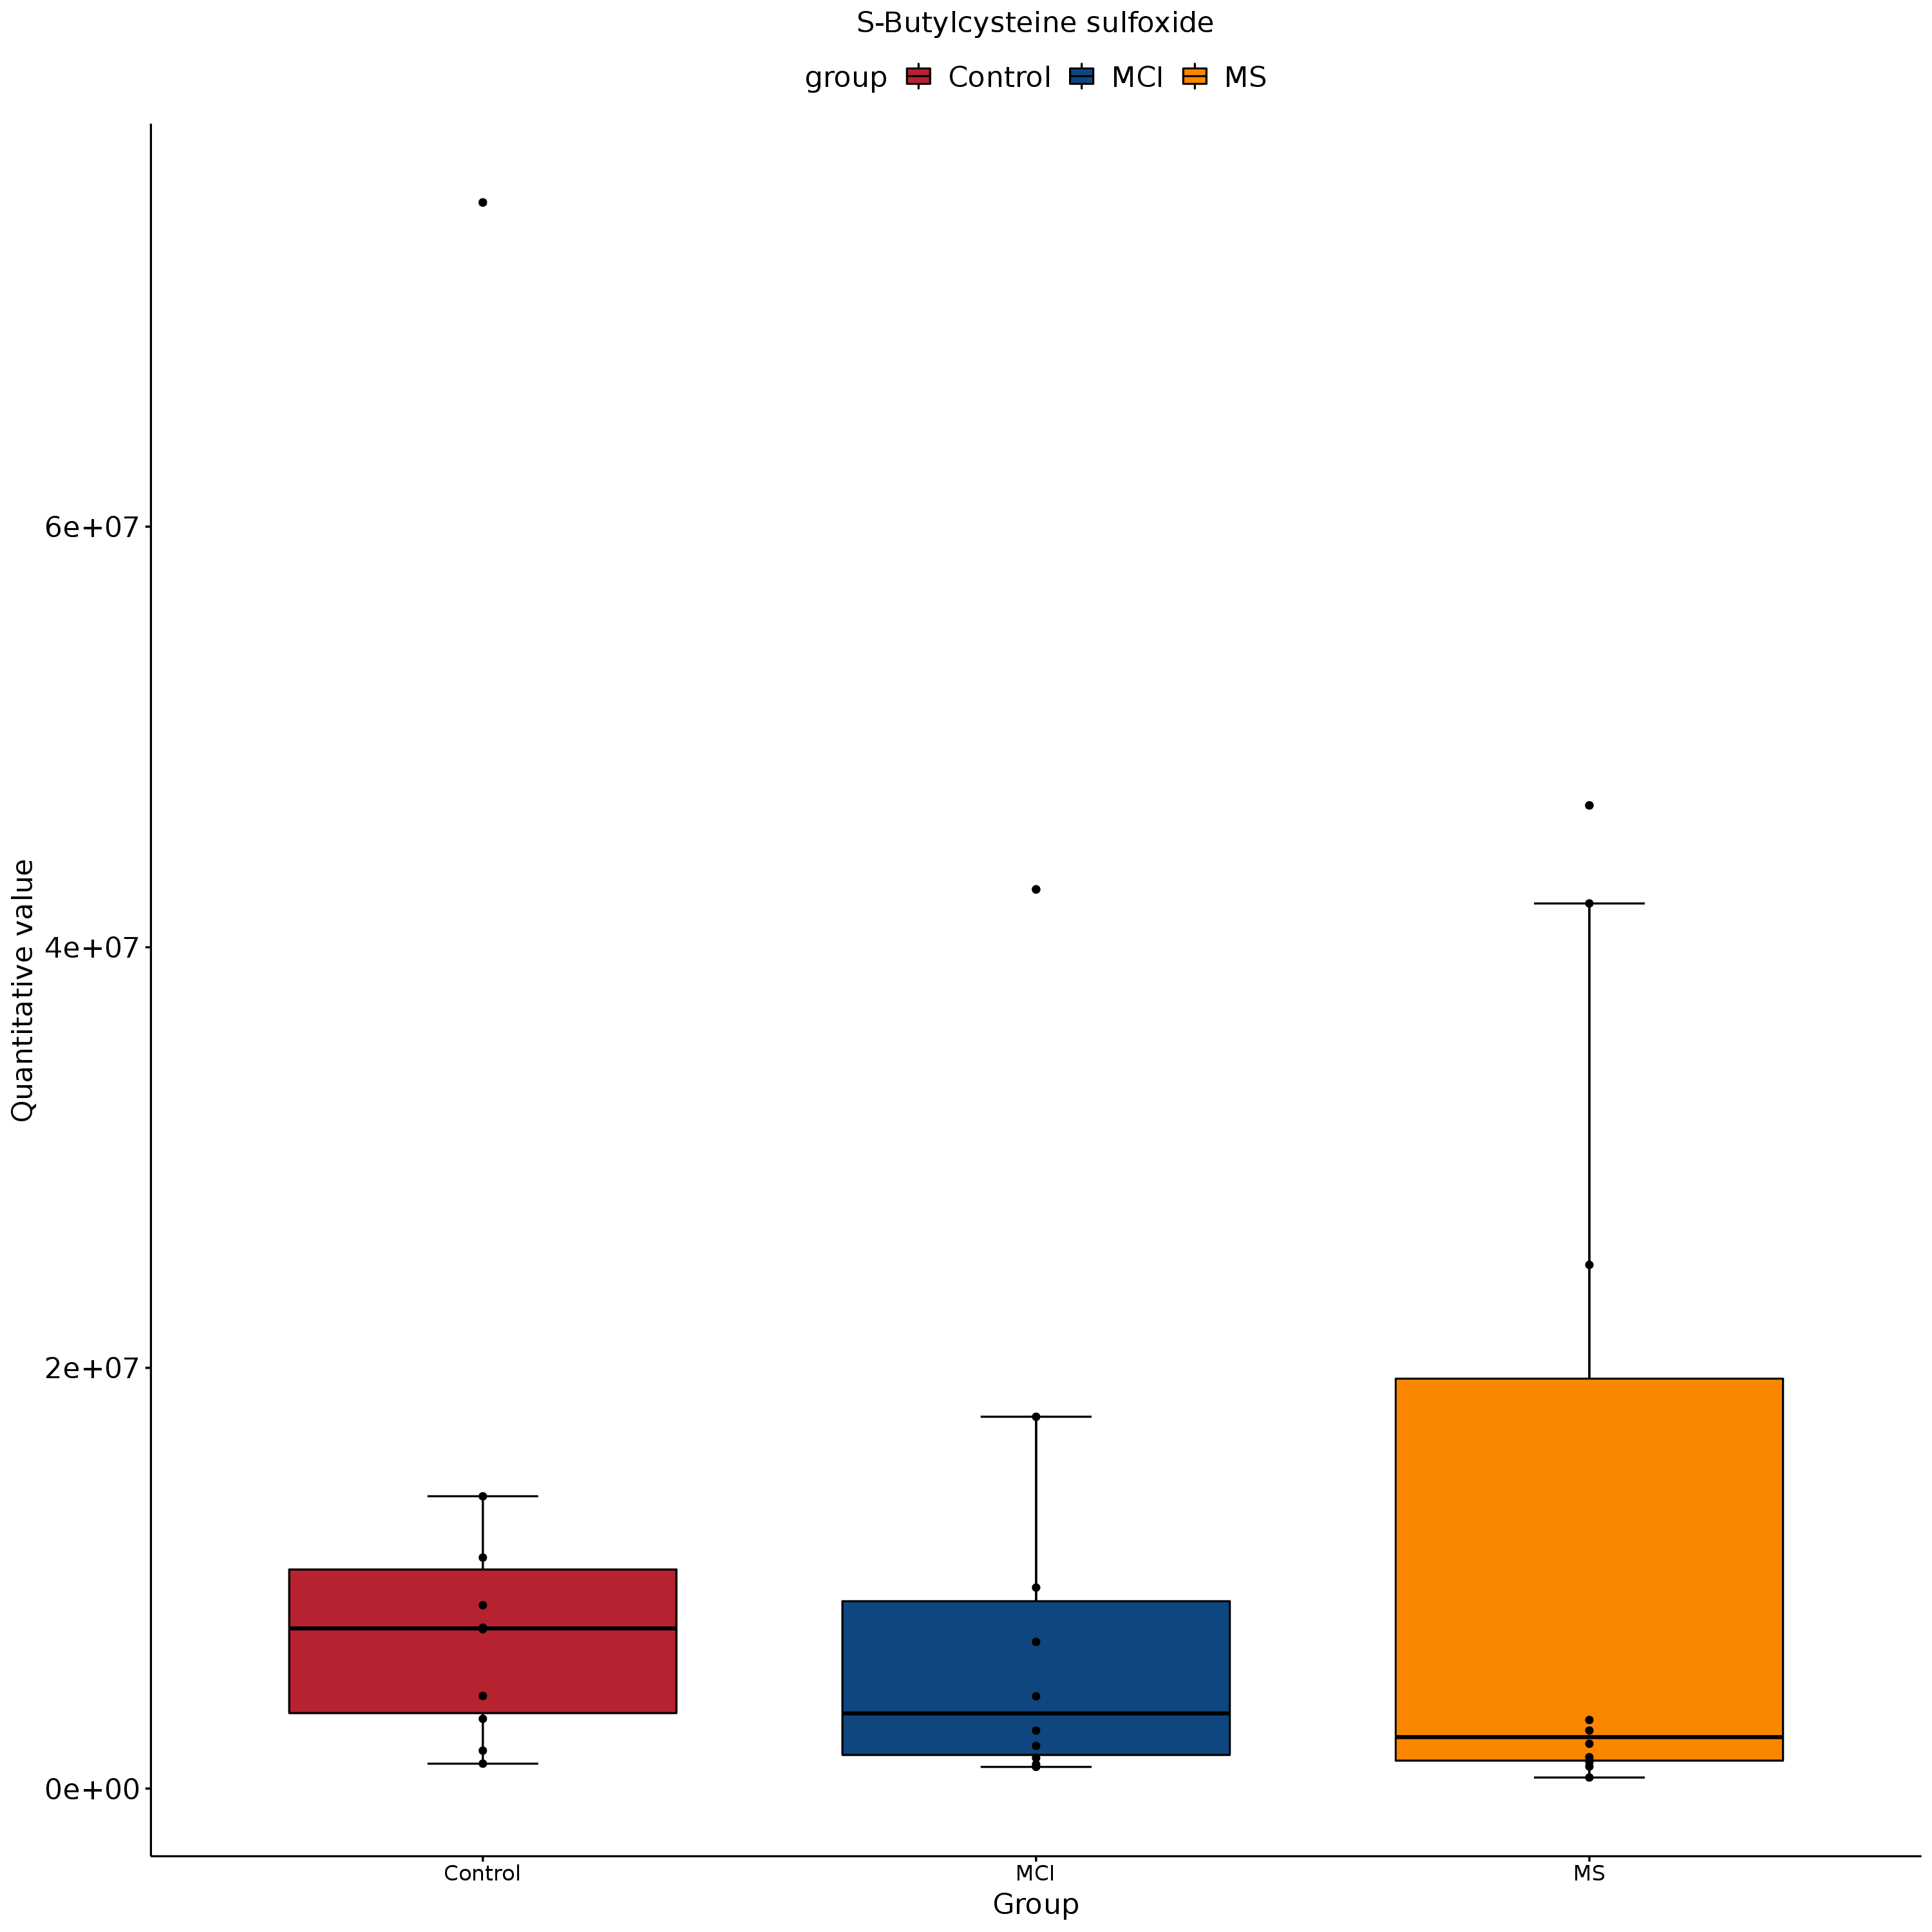 S-Butylcysteine sulfoxide
group Control MCI MS
6e+07
4e+07
2e+07
0e+00
Quantitative value
Control MCI MS
Group